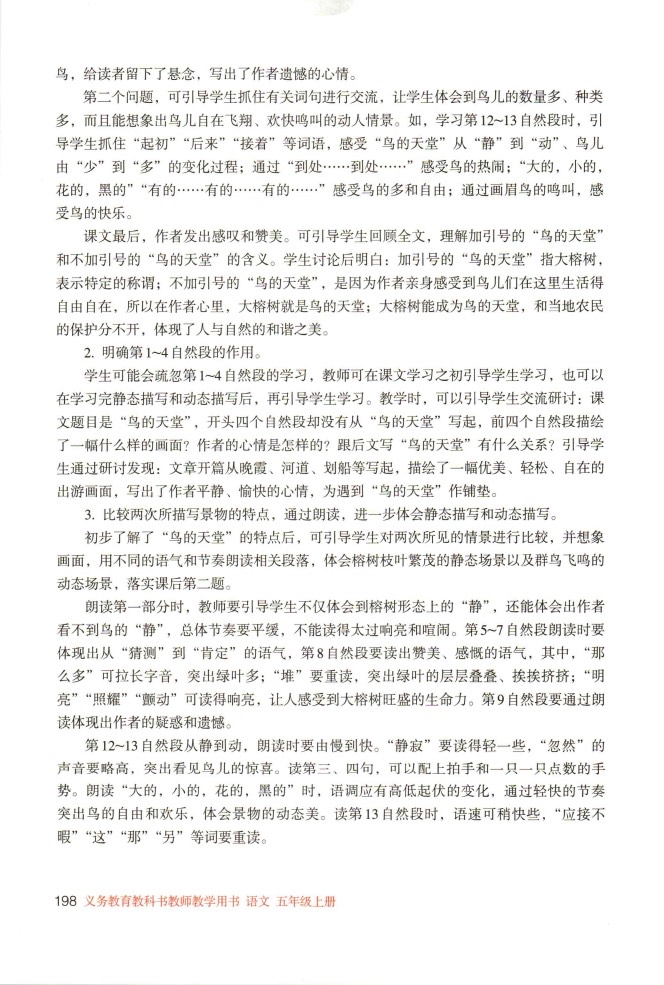 鸟，给读者留下了悬念，写出了作者遗憾的心情。
第二个问题，可引导学生抓住有关词句进行交流，让学生体会到鸟儿的数量多、种类
多，而且能想象出鸟儿自在飞翔、欢快鸣叫的动人情景。如，学习第12~13自然段时，引
导学生抓住“起初”“后来”“接着”等词语，感受“鸟的天堂”从“静”到“动”、鸟儿
由“少”到“多”的变化过程；通过“到处……到处……”感受鸟的热闹；“大的，小的，
花的，黑的”“有的……有的……有的……”感受鸟的多和自由；通过画眉鸟的鸣叫，感
受鸟的快乐。
课文最后，作者发出感叹和赞美。可引导学生回顾全文，理解加引号的“鸟的天堂”
和不加引号的“鸟的天堂”的含义。学生讨论后明白：加引号的“鸟的天堂”指大榕树，
表示特定的称谓；不加引号的“鸟的天堂”，是因为作者亲身感受到鸟儿们在这里生活得
自由自在，所以在作者心里，大榕树就是鸟的天堂；大榕树能成为鸟的天堂，和当地农民
的保护分不开，体现了人与自然的和谐之美。
2. 明确第1~4自然段的作用。
学生可能会疏忽第1~4自然段的学习，教师可在课文学习之初引导学生学习，也可以
在学习完静态描写和动态描写后，再引导学生学习。教学时，可以引导学生交流研讨：课
文题目是“鸟的天堂”，开头四个自然段却没有从“鸟的天堂”写起，前四个自然段描绘
了一幅什么样的画面？作者的心情是怎样的？跟后文写“鸟的天堂”有什么关系？引导学
生通过研讨发现：文章开篇从晚霞、河道、划船等写起，描绘了一幅优美、轻松、自在的
出游画面，写出了作者平静、愉快的心情，为遇到“鸟的天堂”作铺垫。
3. 比较两次所描写景物的特点，通过朗读，进一步体会静态描写和动态描写。
初步了解了“鸟的天堂”的特点后，可引导学生对两次所见的情景进行比较，并想象
画面，用不同的语气和节奏朗读相关段落，体会榕树枝叶繁茂的静态场景以及群鸟飞鸣的
动态场景，落实课后第二题。
朗读第一部分时，教师要引导学生不仅体会到榕树形态上的“静”，还能体会出作者
看不到鸟的“静”，总体节奏要平缓，不能读得太过响亮和喧闹。第5~7自然段朗读时要
体现出从“猜测”到“肯定”的语气，第8自然段要读出赞美、感慨的语气，其中，“那
么多”可拉长字音，突出绿叶多；“堆”要重读，突出绿叶的层层叠叠、挨挨挤挤；“明
亮”“照耀”“颤动”可读得响亮，让人感受到大榕树旺盛的生命力。第9自然段要通过朗
读体现出作者的疑惑和遗憾。
第12~13自然段从静到动，朗读时要由慢到快。“静寂”要读得轻一些，“忽然”的
声音要略高，突出看见鸟儿的惊喜。读第三、四句，可以配上拍手和一只一只点数的手
势。朗读“大的，小的，花的，黑的”时，语调应有高低起伏的变化，通过轻快的节奏
突出鸟的自由和欢乐，体会景物的动态美。读第13自然段时，语速可稍快些，“应接不
暇”“这”“那”“另”等词要重读。
198 义务教育教科书教师教学用书 语文 五年级上册